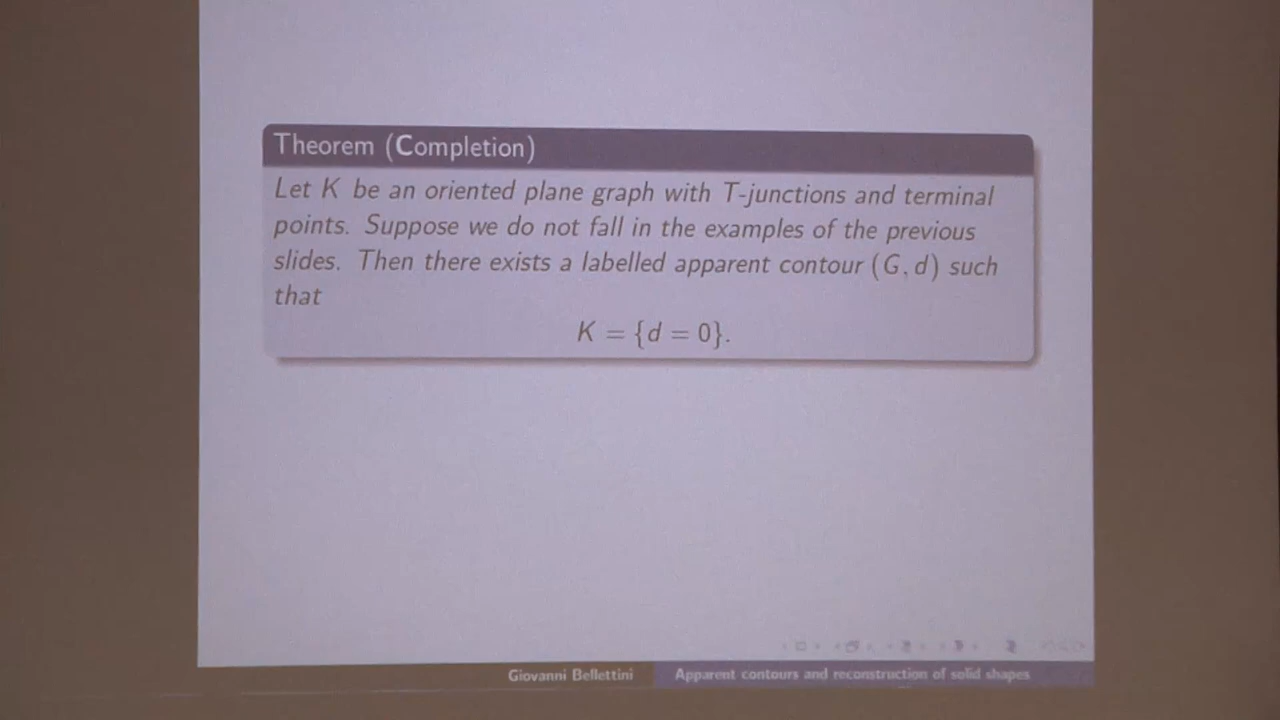 Theorem (Completion)
Let K be an oriented plane graph with T-junctions and terminal
points. Suppose we do not fall in the examples of the previous
slides. Then there exists a labelled apparent contour (G, d) such
that
K = {d = 0}.
Giovanni Bellettini
Apparent contours and reconstruction of solid shapes